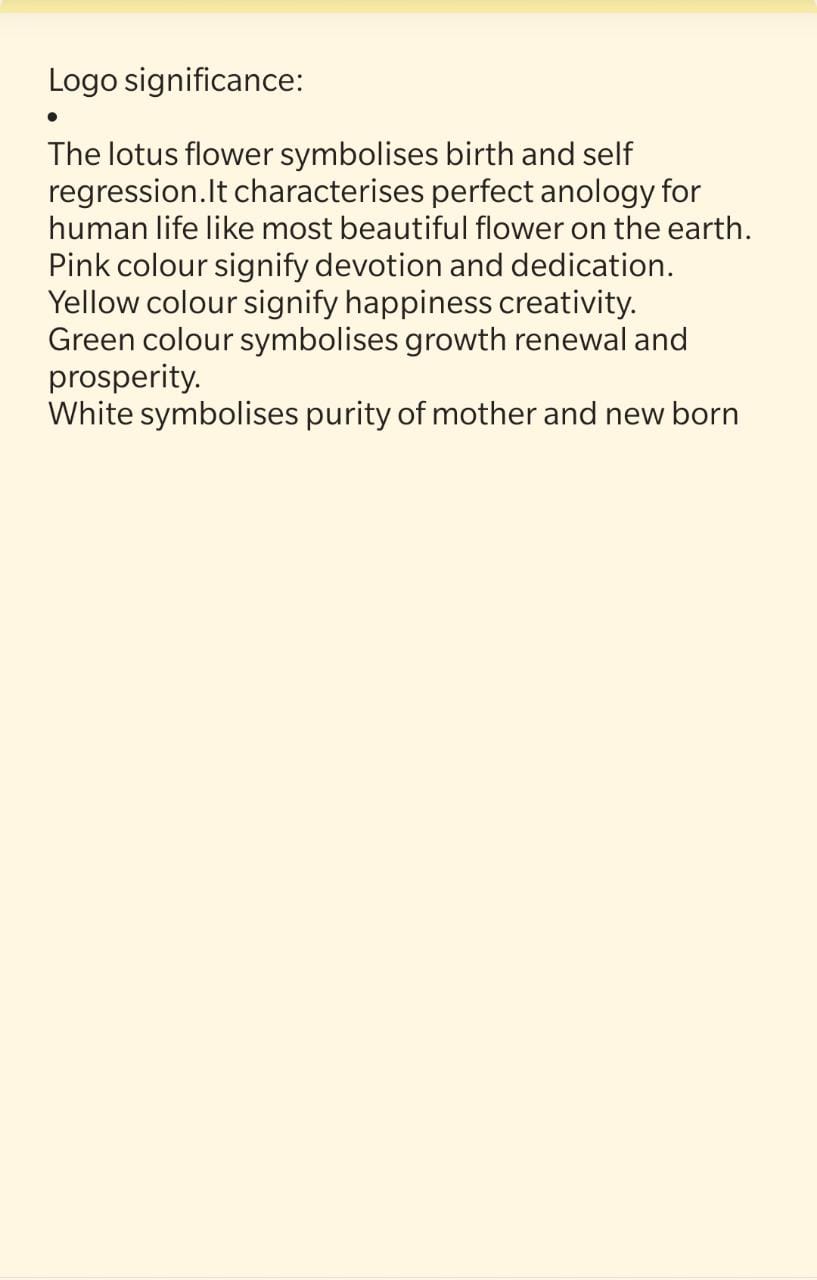 Logo significance:
•
The lotus flower symbolises birth and self
regression.It characterises perfect anology for
human life like most beautiful flower on the earth.
Pink colour signify devotion and dedication.
Yellow colour signify happiness creativity.
Green colour symbolises growth renewal and
prosperity.
White symbolises purity of mother and new born